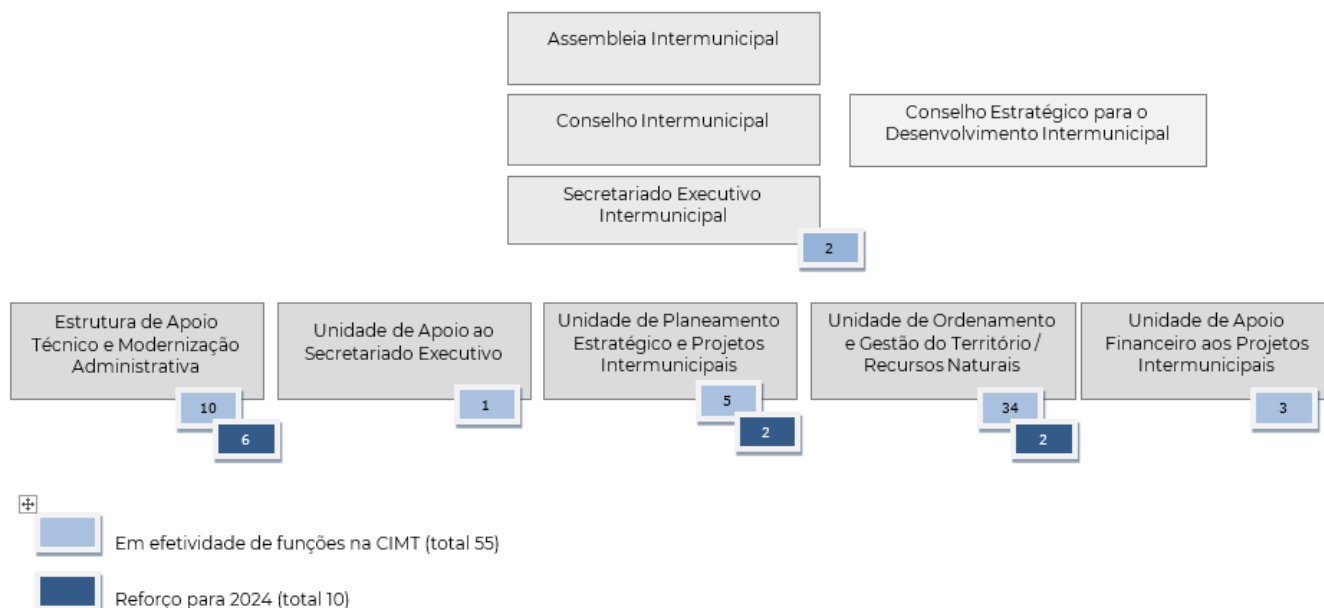 Assembleia Intermunicipal
Conselho Intermunicipal
Conselho Estratégico para o
Desenvolvimento Intermunicipal
Secretariado Executivo
Intermunicipal
2
Estrutura de Apoio
Técnico e Modernização
Administrativa
10
6
Unidade de Apoio ao
Secretariado Executivo
1
Unidade de Planeamento
Estratégico e Projetos
Intermunicipais
5
2
Unidade de Ordenamento
e Gestão do Território /
Recursos Naturais
34
2
Unidade de Apoio
Financeiro aos Projetos
Intermunicipais
3
Em efetividade de funções na CIMT (total 55)
Reforço para 2024 (total 10)